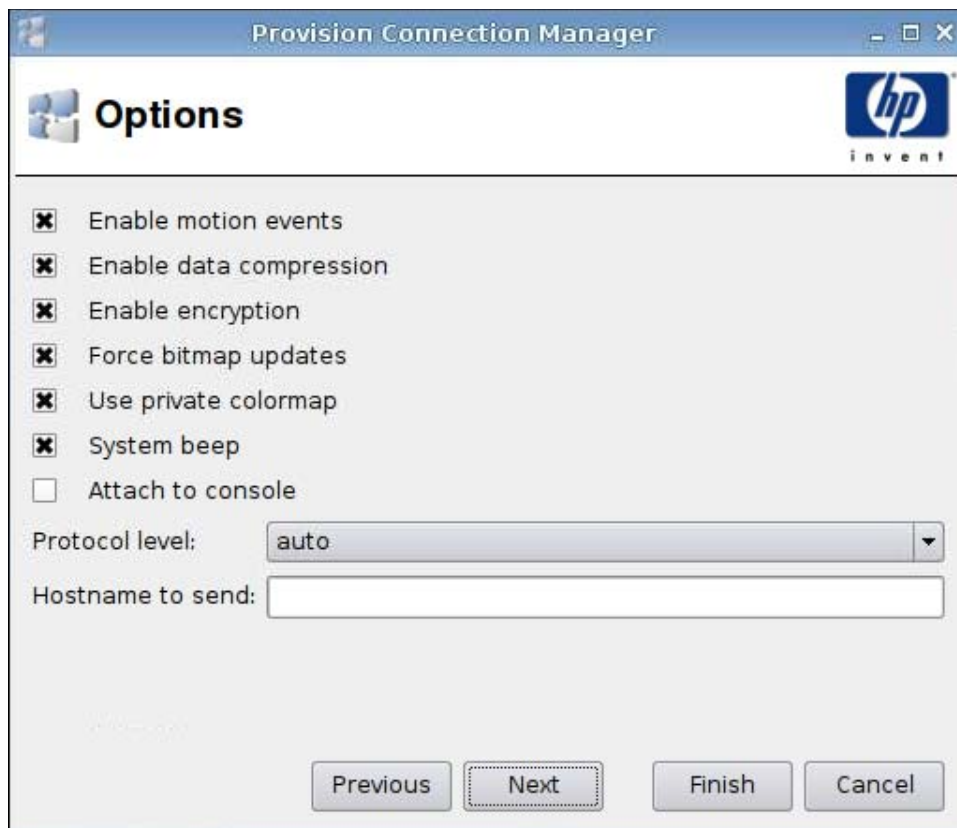 Provision Connection Manager
Options
hp
invent
Enable motion events
Enable data compression
Enable encryption
Force bitmap updates
Use private colormap
System beep
Attach to console
Protocol level: auto
Hostname to send:
Previous Next Finish Cancel